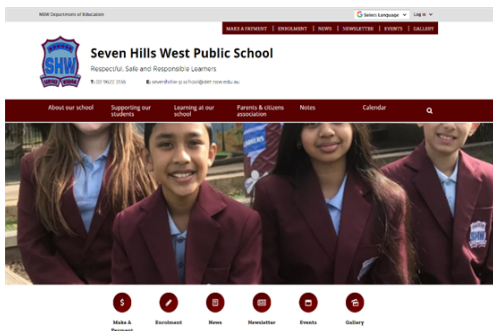 NSW Department of Education
Select Language
Log in
MAKE A PAYMENT | ENROLMENT | NEWS | NEWSLETTER | EVENTS | GALLERY
SHW
Seven Hills West Public School
Respectful, Safe and Responsible Learners
About our school
Supporting our students
Learning at our school
Parents & citizens association
Notes
Calendar
SHW
Make A Payment
Enrolment
News
Newsletter
Events
Gallery